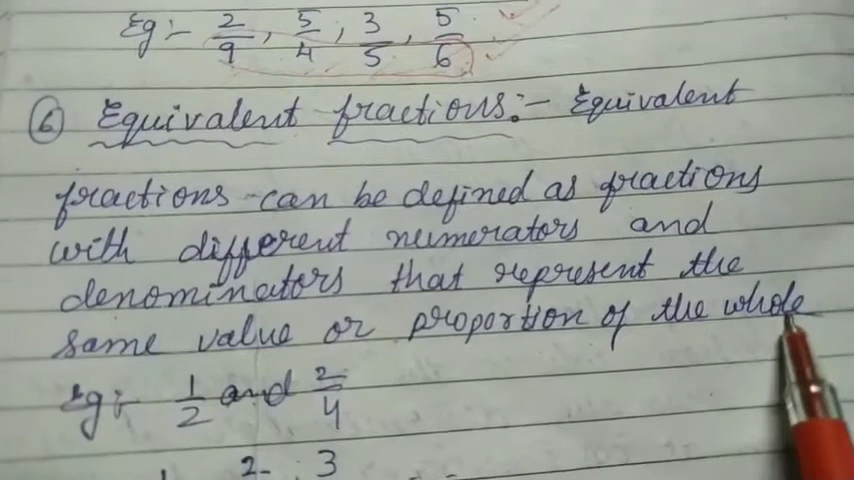 Eg:- 2/9, 5/4, 3/5, 5/6
⑥ Equivalent fractions:- Equivalent
fractions can be defined as fractions
with different numerators and
denominators that represent the
same value or proportion of the whole
Eg:- 1/2 and 2/4
2 3